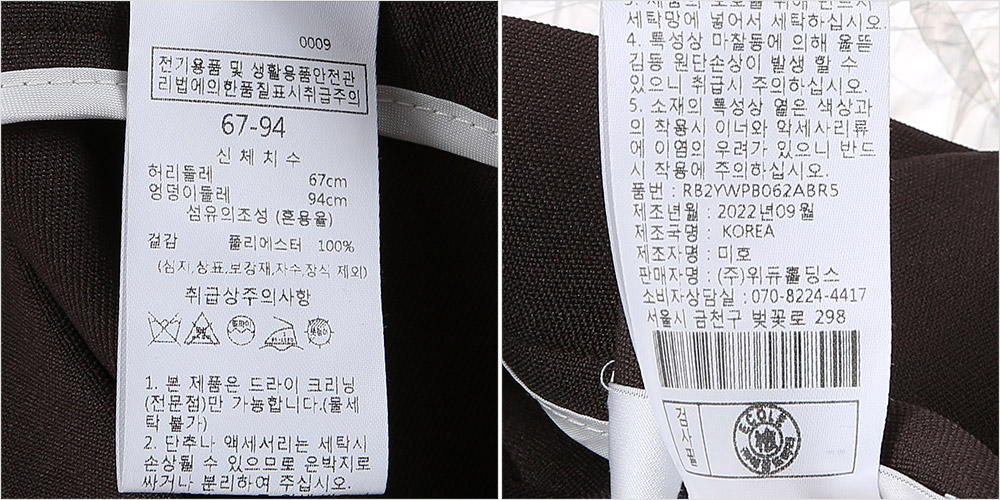 0009
전기용품 및 생활용품안전관
리법에의한품질표시취급주의
67-94
신체치수
허리둘레 67cm
엉덩이둘레 94cm
섬유의조성 (혼용율)
겉감 폴리에스터 100%
(심지,상표,보강재,자수,장식 제외)
취급상주의사항
1. 본 제품은 드라이 크리닝
(전문점)만 가능합니다.(물세
탁 불가)
2. 단추나 액세서리는 세탁시
손상될 수 있으므로 은박지로
싸거나 분리하여 주십시오.
세탁망에 넣어서 세탁하십시오.
4. 특성상 마찰등에 의해 올뜯
김등 원단손상이 발생 할 수
있으니 취급시 주의하십시오.
5. 소재의 특성상 옅은 색상과
의 착용시 이너와 악세사리류
에 이염의 우려가 있으니 반드
시 착용에 주의하십시오.
품번 : RB2YWPB062ABR5
제조년월 : 2022년09월
제조국명 : KOREA
제조자명 : 미호
판매자명 : (주)위듀홀딩스
소비자상담실 : 070-8224-4417
서울시 금천구 벚꽃로 298
검사필
ECOLE